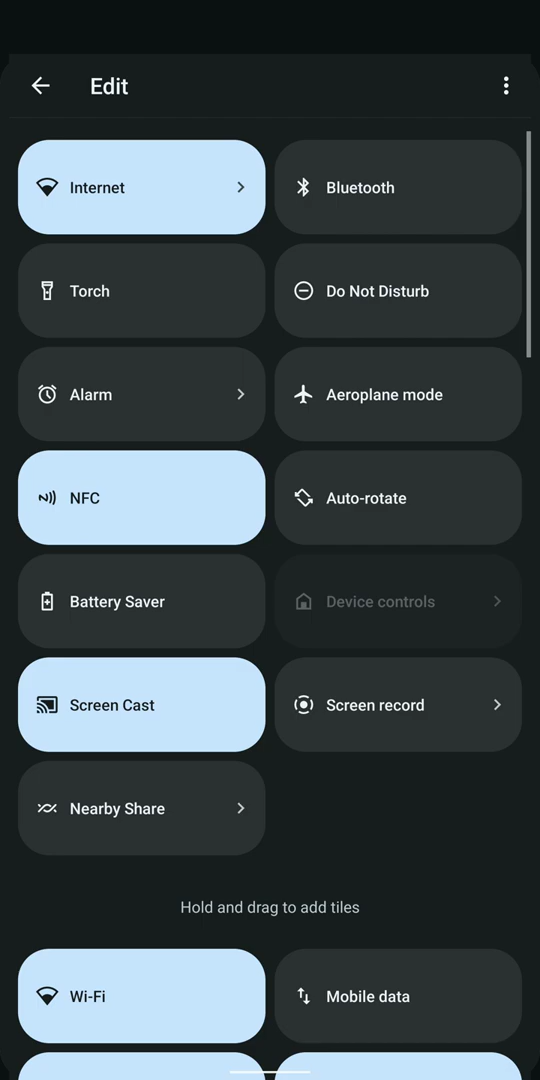 Edit
Internet
Bluetooth
Torch
Do Not Disturb
Alarm
Aeroplane mode
NFC
Auto-rotate
Battery Saver
Device controls
Screen Cast
Screen record
Nearby Share
Hold and drag to add tiles
Wi-Fi
Mobile data